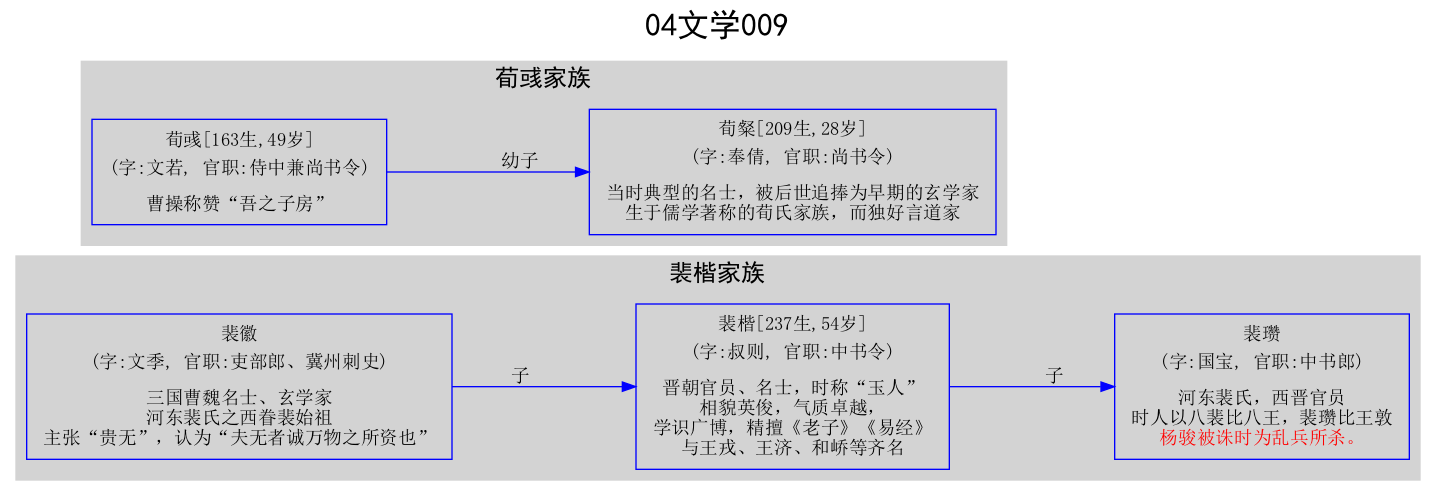 04文学009
荀彧家族
荀彧[163生,49岁]
(字:文若, 官职:侍中兼尚书令)
曹操称赞“吾之子房”
幼子
荀粲[209生,28岁]
(字:奉倩, 官职:尚书令)
当时典型的名士，被后世追捧为早期的玄学家
生于儒学著称的荀氏家族，而独好言道家
裴楷家族
裴徽
(字:文季, 官职:吏部郎、冀州刺史)
三国曹魏名士、玄学家
河东裴氏之西眷裴始祖
主张“贵无”，认为“夫无者诚万物之所资也”
子
裴楷[237生,54岁]
(字:叔则, 官职:中书令)
晋朝官员、名士，时称“玉人”
相貌英俊，气质卓越，
学识广博，精擅《老子》《易经》
与王戎、王济、和峤等齐名
子
裴瓒
(字:国宝, 官职:中书郎)
河东裴氏，西晋官员
时人以八裴比八王，裴瓒比王敦
杨骏被诛时为乱兵所杀。